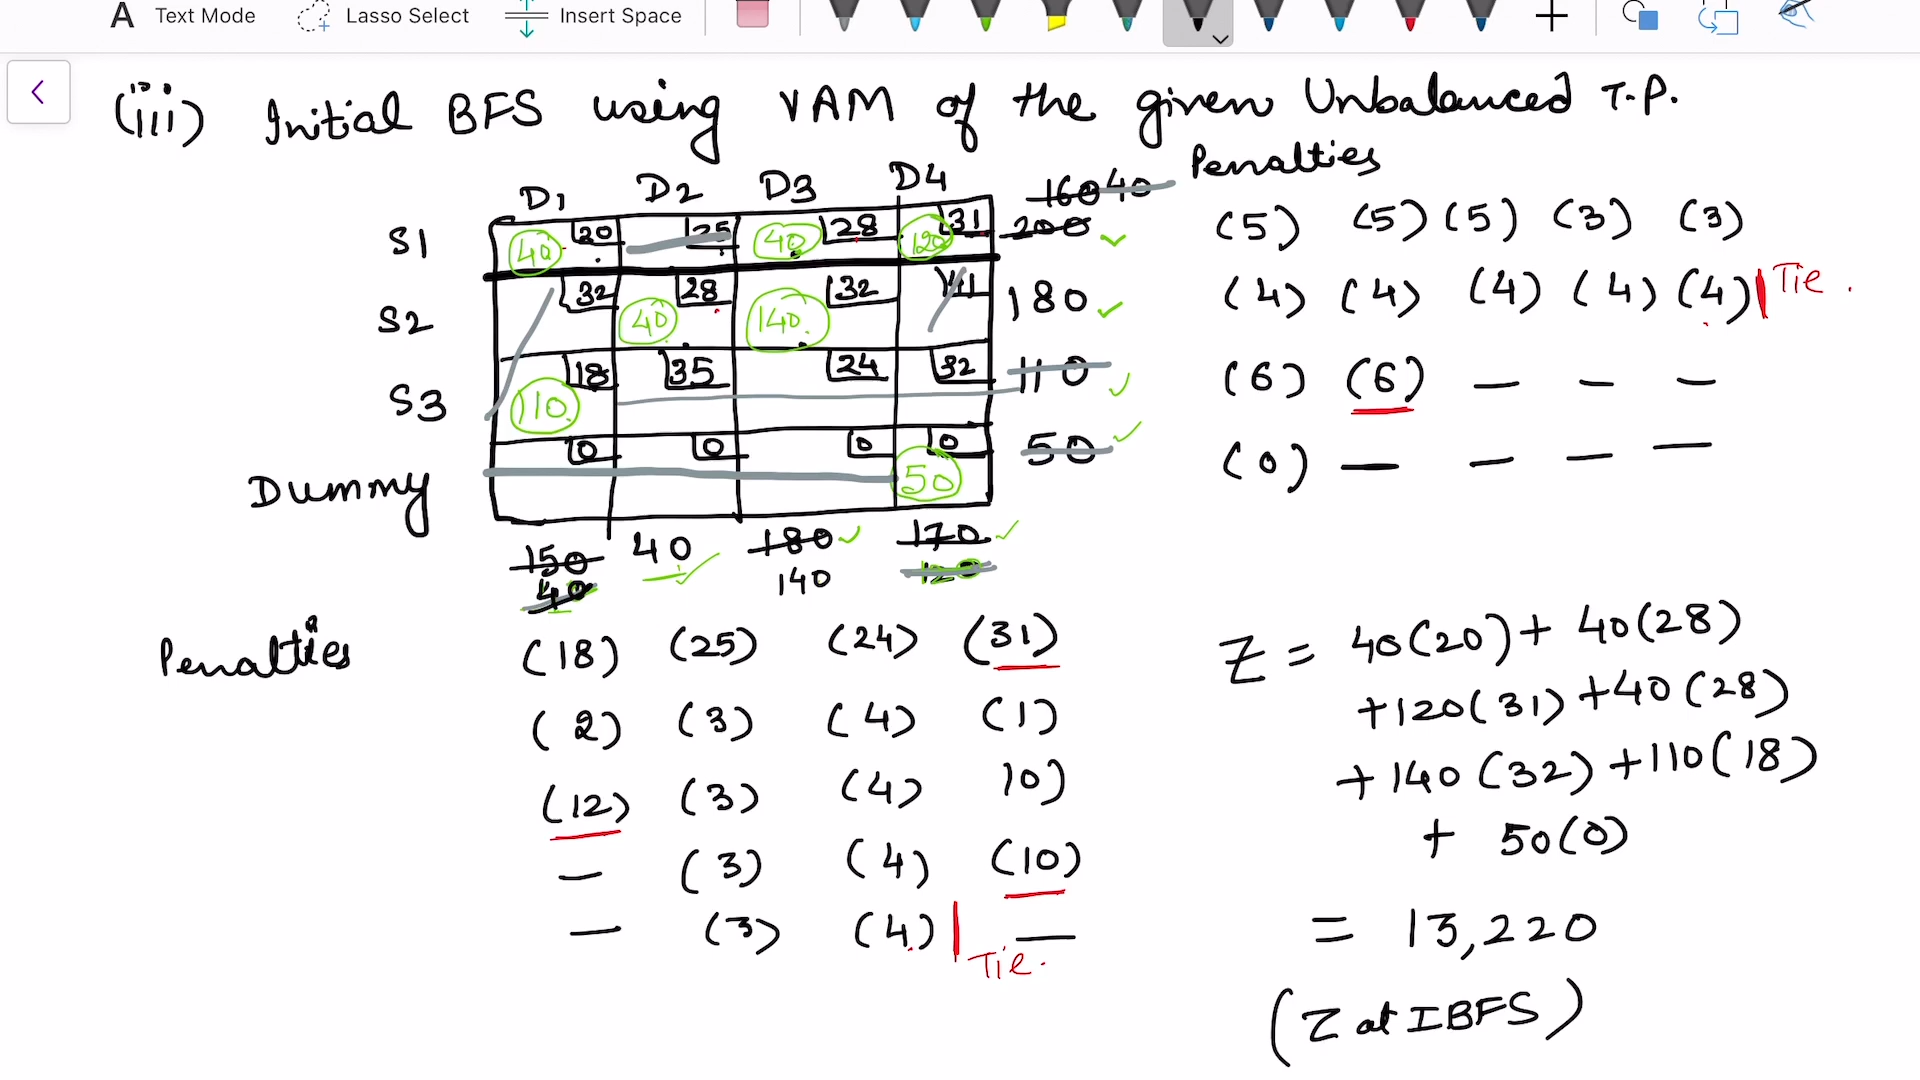 Text Mode Lasso Select Insert Space
(iii) Initial BFS using VAM of the given Unbalanced T.P.
Penalties
D1 D2 D3 D4 160 40
S1 20 40 25 28 40 31 120 200 (5) (5) (5) (3) (3)
S2 32 28 40 32 140 41 180 (4) (4) (4) (4) (4) Tie.
S3 18 110 35 24 32 110 (6) (6) — — —
Dummy 0 0 0 0 50 50 (0) — — — —
150 40 180 170
40 140 120
Penalties (18) (25) (24) (31)
(2) (3) (4) (1)
(12) (3) (4) 10)
— (3) (4) (10)
— (3) (4) —
Tie.
Z = 40(20) + 40(28)
+120(31) +40(28)
+140(32) +110(18)
+ 50(0)
= 13,220
(Z at IBFS)